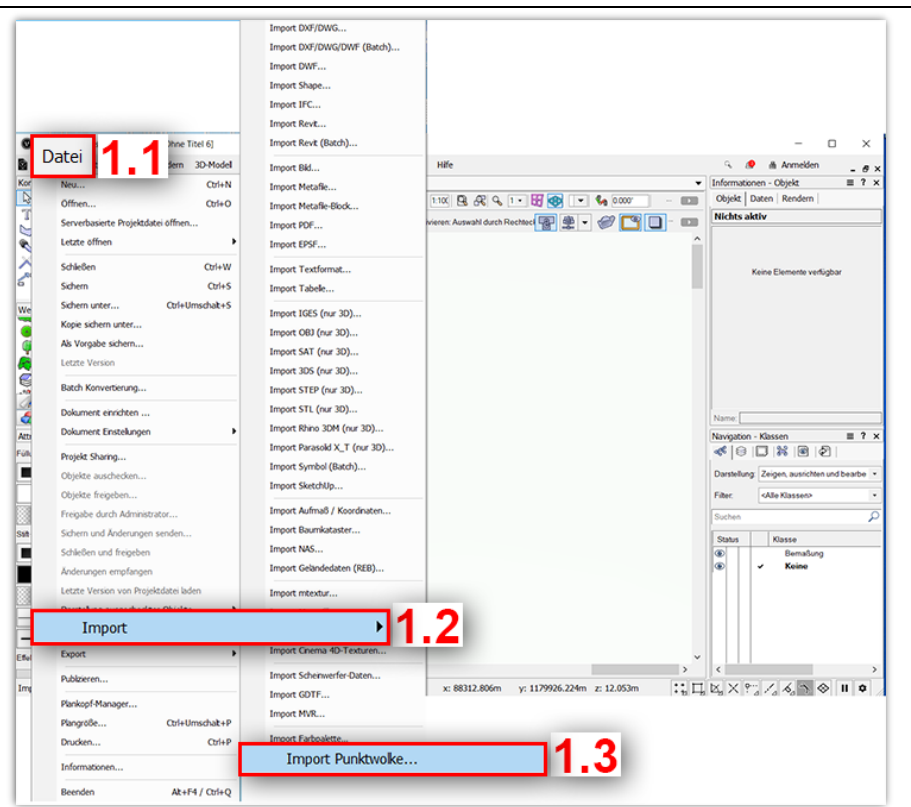 Ohne Titel 6]
Datei
1.1
dern 3D-Modell
Neu... Ctrl+N
Öffnen... Ctrl+O
Serverbasierte Projektdatei öffnen...
Letzte öffnen
Schließen Ctrl+W
Sichern Ctrl+S
Sichern unter... Ctrl+Umschalt+S
Kopie sichern unter...
Als Vorgabe sichern...
Letzte Version
Batch Konvertierung...
Dokument einrichten ...
Dokument Einstellungen
Projekt Sharing...
Objekte auschecken...
Objekte freigeben...
Freigabe durch Administrator...
Sichern und Änderungen senden...
Schließen und freigeben
Änderungen empfangen
Letzte Version von Projektdatei laden
Import
1.2
Export
Publizieren...
Plankopf-Manager...
Plangröße... Ctrl+Umschalt+P
Drucken... Ctrl+P
Informationen...
Beenden Alt+F4 / Ctrl+Q
Import DXF/DWG...
Import DXF/DWG/DWF (Batch)...
Import DWF...
Import Shape...
Import IFC...
Import Revit...
Import Revit (Batch)...
Import Bild...
Import Metafile...
Import Metafile-Block...
Import PDF...
Import EPSF...
Import Textformat...
Import Tabelle...
Import IGES (nur 3D)...
Import OBJ (nur 3D)...
Import SAT (nur 3D)...
Import 3DS (nur 3D)...
Import STEP (nur 3D)...
Import STL (nur 3D)...
Import Rhino 3DM (nur 3D)...
Import Parasolid X_T (nur 3D)...
Import Symbol (Batch)...
Import SketchUp...
Import Aufmaß / Koordinaten...
Import Baumkataster...
Import NAS...
Import Geländedaten (REB)...
Import mtextur...
Import Cinema 4D-Texturen...
Import Scheinwerfer-Daten...
Import GDTF...
Import MVR...
Import Farbpalette...
Import Punktwolke...
1.3
Hilfe
Anmelden
0.000°
vieren: Auswahl durch Rechteck
x: 88312.806m y: 1179926.224m z: 12.053m
Informationen - Objekt
Objekt Daten Rendern
Nichts aktiv
Keine Elemente verfügbar
Name:
Navigation - Klassen
Darstellung: Zeigen, ausrichten und bearbe
Filter: <Alle Klassen>
Suchen
Status Klasse
Bemaßung
Keine